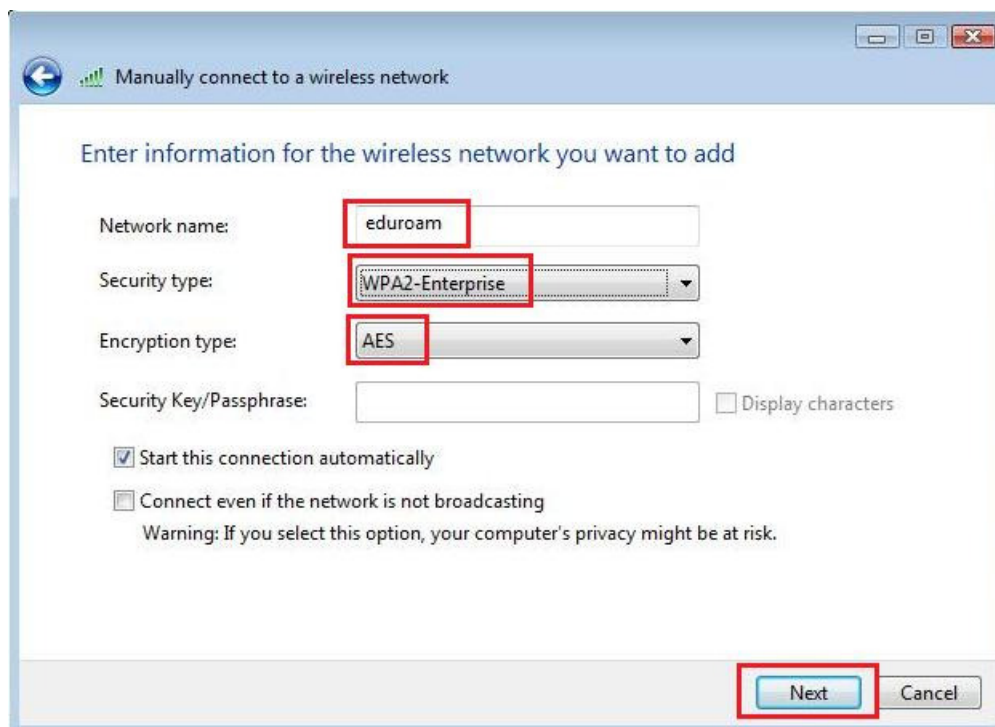 Manually connect to a wireless network
Enter information for the wireless network you want to add
Network name: eduroam
Security type: WPA2-Enterprise
Encryption type: AES
Security Key/Passphrase: Display characters
Start this connection automatically
Connect even if the network is not broadcasting
Warning: If you select this option, your computer's privacy might be at risk.
Next Cancel